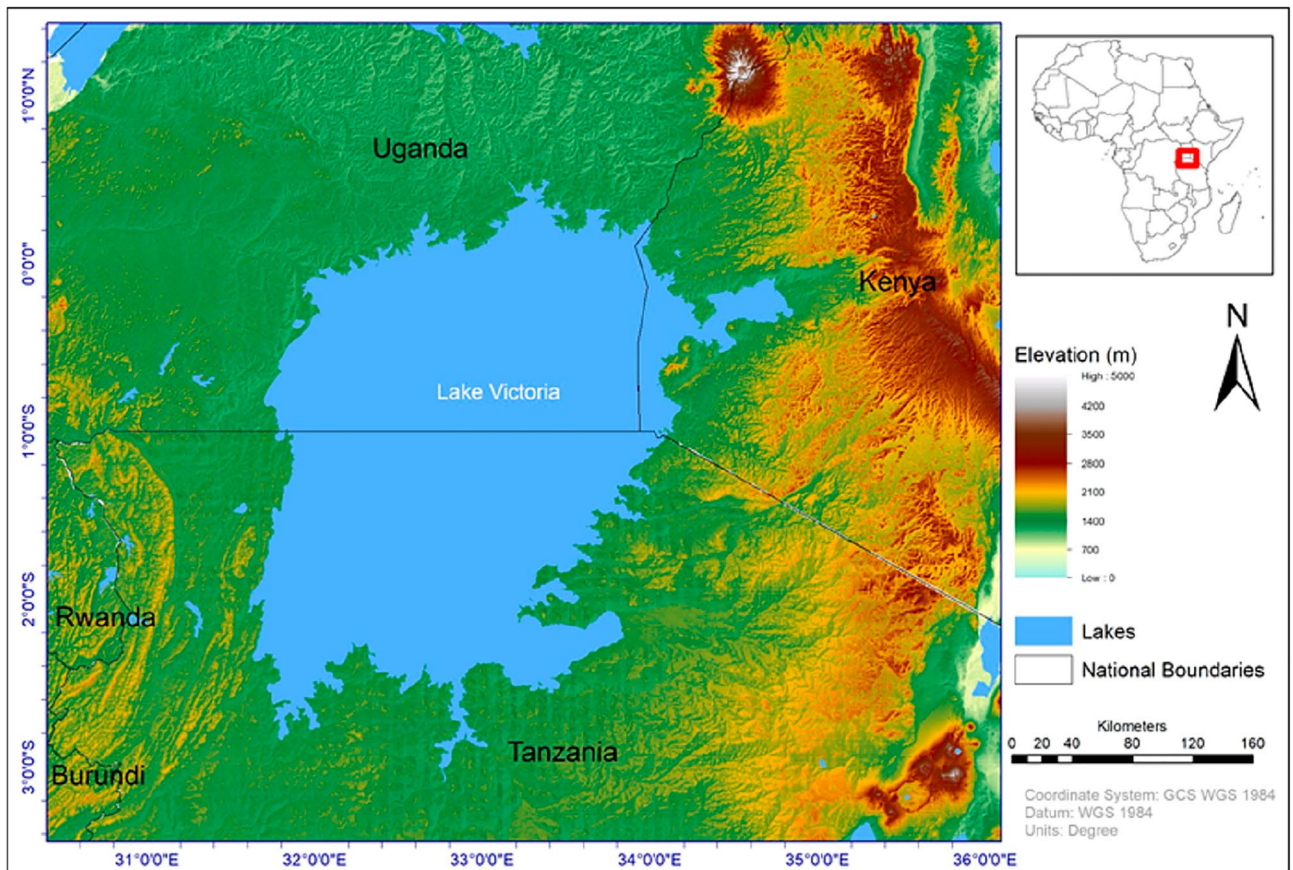 1°0'0"N
0°0'0"
1°0'0"S
2°0'0"S
3°0'0"S
Uganda
Kenya
Lake Victoria
Rwanda
Burundi
Tanzania
31°0'0"E
32°0'0"E
33°0'0"E
34°0'0"E
35°0'0"E
36°0'0"E
N
Elevation (m)
High : 5000
4200
3500
2800
2100
1400
700
Low : 0
Lakes
National Boundaries
Kilometers
0 20 40 80 120 160
Coordinate System: GCS WGS 1984
Datum: WGS 1984
Units: Degree